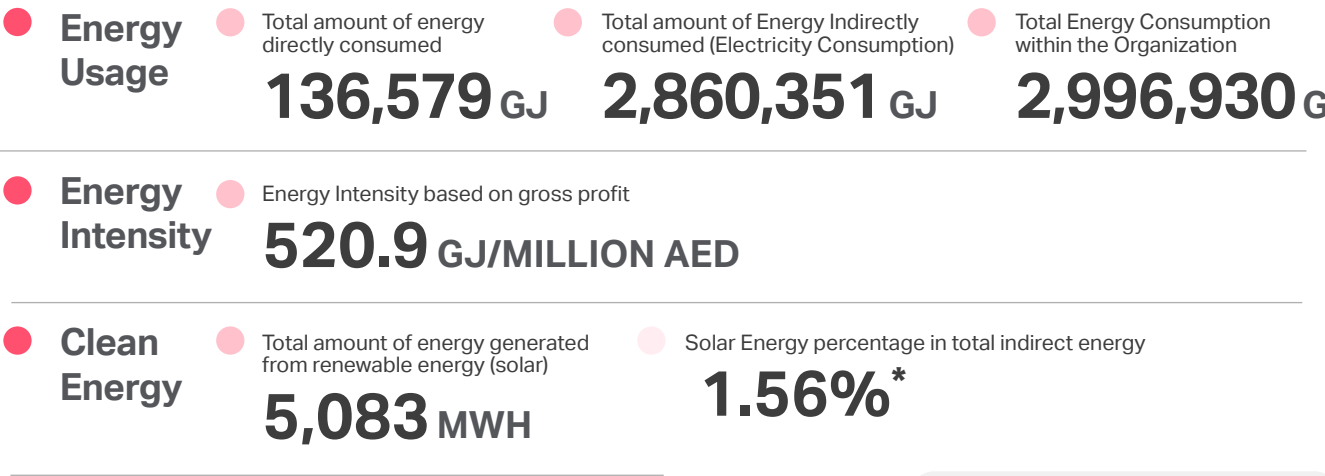 Energy
Usage
Total amount of energy
directly consumed
136,579 GJ
Total amount of Energy Indirectly
consumed (Electricity Consumption)
2,860,351 GJ
Total Energy Consumption
within the Organization
2,996,930 G
Energy
Intensity
Energy Intensity based on gross profit
520.9 GJ/MILLION AED
Clean
Energy
Total amount of energy generated
from renewable energy (solar)
5,083 MWH
Solar Energy percentage in total indirect energy
1.56%*